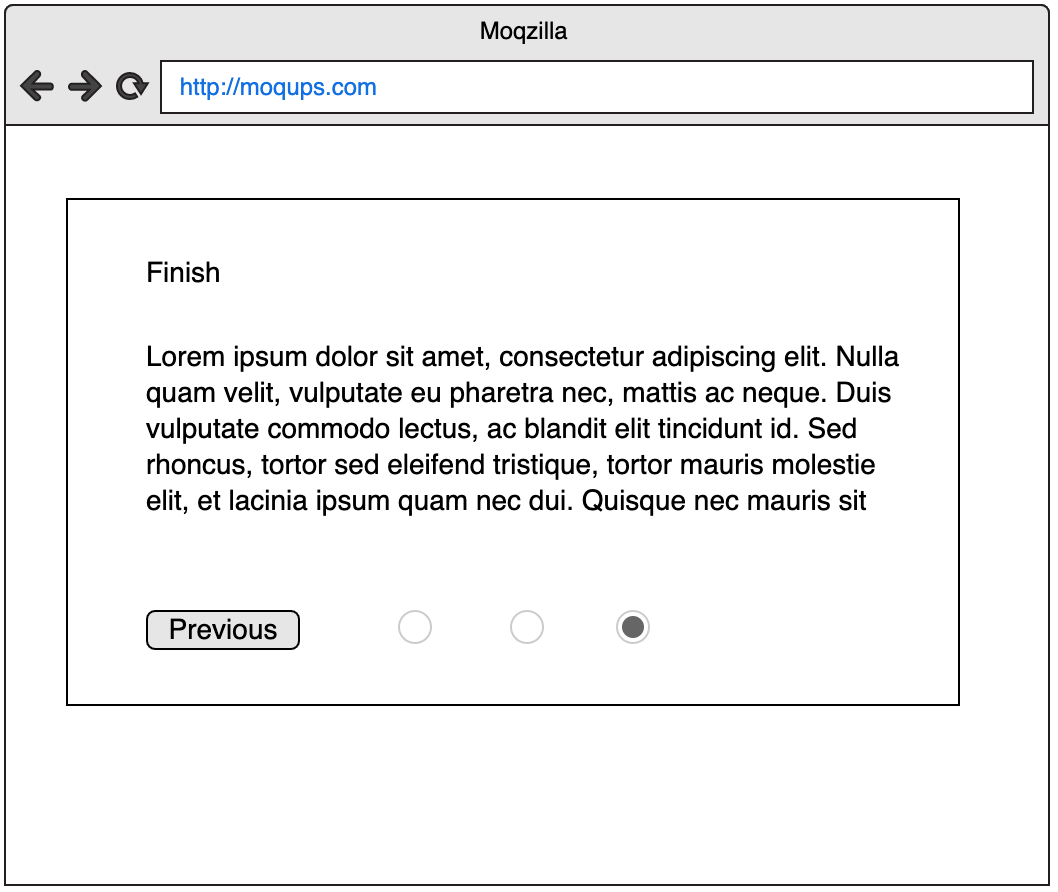 Moqzilla
http://moqups.com
Finish
Lorem ipsum dolor sit amet, consectetur adipiscing elit. Nulla
quam velit, vulputate eu pharetra nec, mattis ac neque. Duis
vulputate commodo lectus, ac blandit elit tincidunt id. Sed
rhoncus, tortor sed eleifend tristique, tortor mauris molestie
elit, et lacinia ipsum quam nec dui. Quisque nec mauris sit
Previous